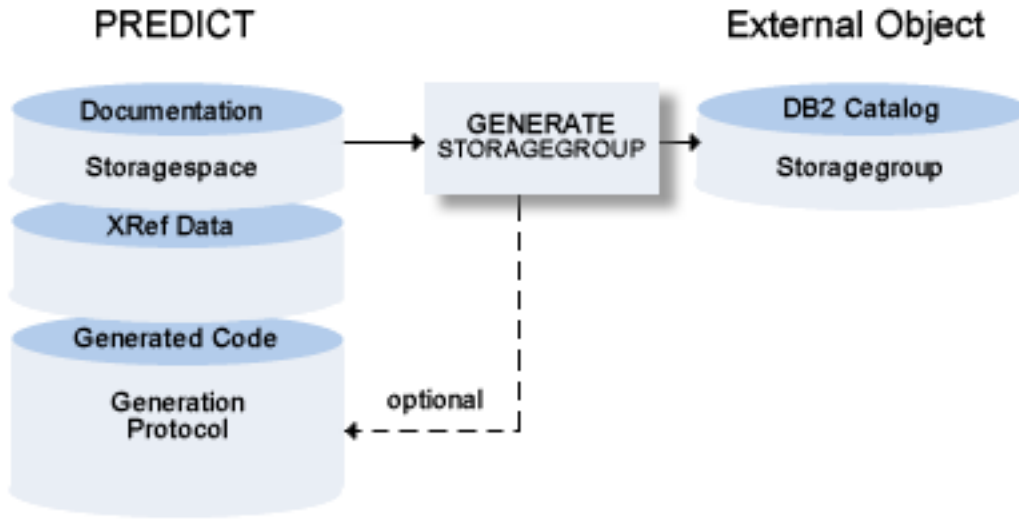 PREDICT
External Object
Documentation
Storagespace
XRef Data
Generated Code
Generation
Protocol
GENERATE
STORAGEGROUP
optional
DB2 Catalog
Storagegroup